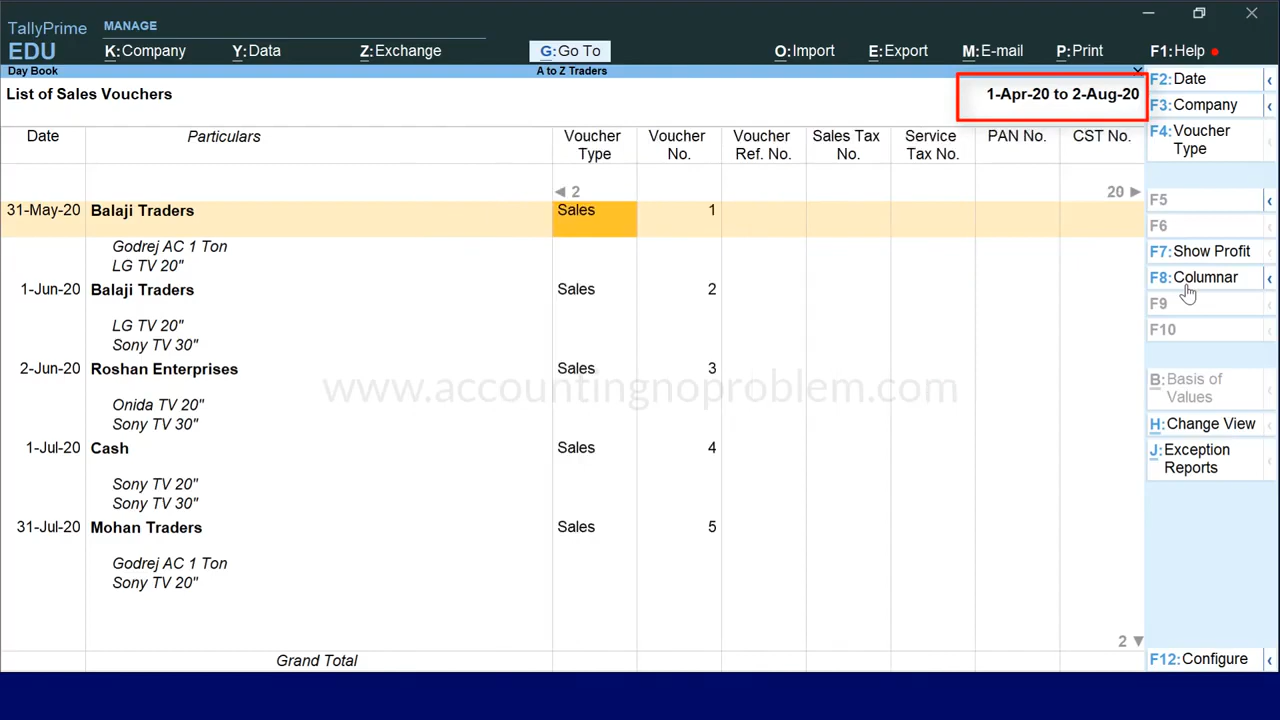 TallyPrime
EDU
MANAGE
K:Company
Y:Data
Z:Exchange
G:Go To
O:Import
E:Export
M:E-mail
P:Print
F1:Help
Day Book
A to Z Traders
List of Sales Vouchers
1-Apr-20 to 2-Aug-20
Date
Particulars
Voucher
Type
Voucher
No.
Voucher
Ref. No.
Sales Tax
No.
Service
Tax No.
PAN No.
CST No.
◀ 2
20 ▶
31-May-20 Balaji Traders Sales 1
Godrej AC 1 Ton
LG TV 20"
1-Jun-20 Balaji Traders Sales 2
LG TV 20"
Sony TV 30"
2-Jun-20 Roshan Enterprises Sales 3
www.accountingnoproblem.com
Onida TV 20"
Sony TV 30"
1-Jul-20 Cash Sales 4
Sony TV 20"
Sony TV 30"
31-Jul-20 Mohan Traders Sales 5
Godrej AC 1 Ton
Sony TV 20"
2 ▼
Grand Total
F2:Date
F3:Company
F4:Voucher
Type
F5
F6
F7:Show Profit
F8:Columnar
F9
F10
B:Basis of
Values
H:Change View
J:Exception
Reports
F12:Configure